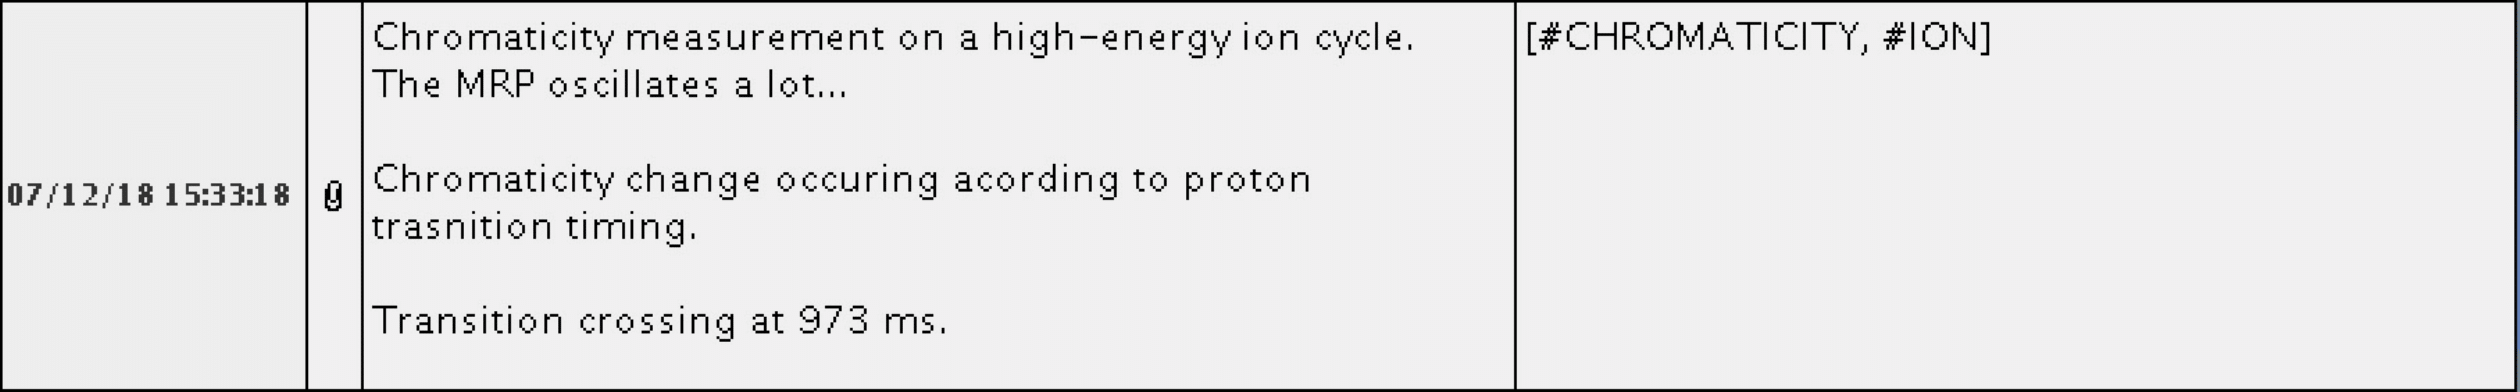 07/12/18 15:33:18
Chromaticity measurement on a high-energy ion cycle.
The MRP oscillates a lot...
Chromaticity change occuring acording to proton
trasnition timing.
Transition crossing at 973 ms.
[#CHROMATICITY, #ION]